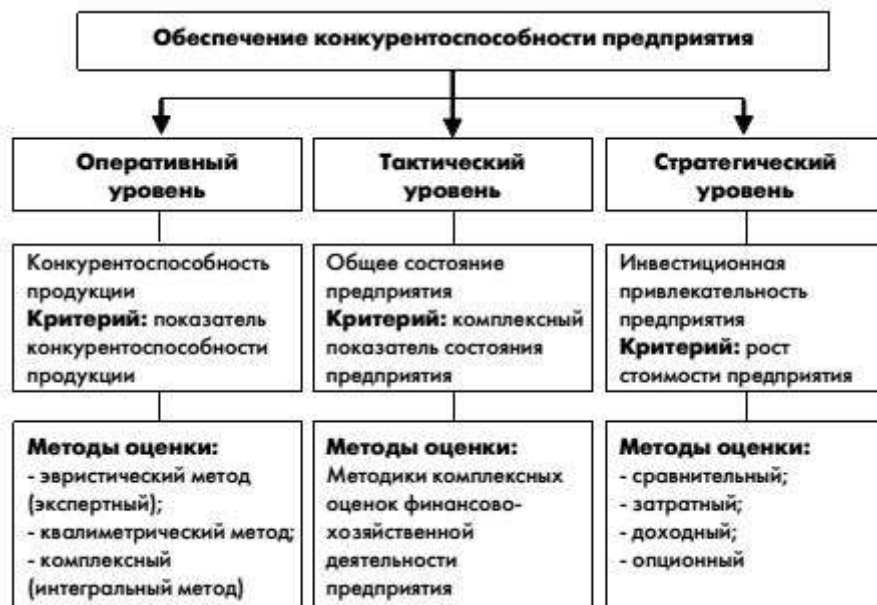 Обеспечение конкурентоспособности предприятия
Оперативный
уровень
Тактический
уровень
Стратегический
уровень
Конкурентоспособность
продукции
Критерий: показатель
конкурентоспособности
продукции
Общее состояние
предприятия
Критерий: комплексный
показатель состояния
предприятия
Инвестиционная
привлекательность
предприятия
Критерий: рост
стоимости предприятия
Методы оценки:
- эвристический метод
(экспертный);
- квалиметрический метод;
- комплексный
(интегральный метод)
Методы оценки:
Методики комплексных
оценок финансово-
хозяйственной
деятельности
предприятия
Методы оценки:
- сравнительный;
- затратный;
- доходный;
- опционный